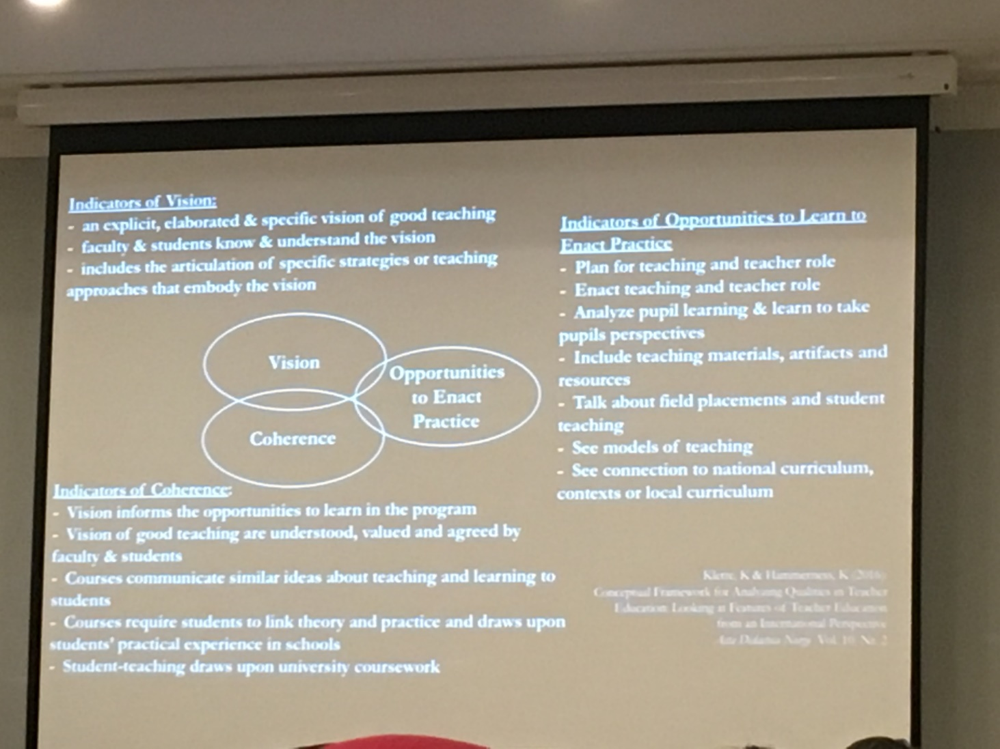 Indicators of Vision:
- an explicit, elaborated & specific vision of good teaching
- faculty & students know & understand the vision
- includes the articulation of specific strategies or teaching
approaches that embody the vision
Vision
Coherence
Opportunities
to Enact
Practice
Indicators of Coherence:
- Vision informs the opportunities to learn in the program
- Vision of good teaching are understood, valued and agreed by
faculty & students
- Courses communicate similar ideas about teaching and learning to
students
- Courses require students to link theory and practice and draws upon
students' practical experience in schools
- Student-teaching draws upon university coursework
Indicators of Opportunities to Learn to
Enact Practice
- Plan for teaching and teacher role
- Enact teaching and teacher role
- Analyze pupil learning & learn to take
pupils perspectives
- Include teaching materials, artifacts and
resources
- Talk about field placements and student
teaching
- See models of teaching
- See connection to national curriculum,
contexts or local curriculum
Klette, K & Hammerness, K (2016)
Conceptual Framework for Analyzing Qualities in Teacher
Education: Looking at Features of Teacher Education
from an International Perspective
Acta Didactica Norge Vol. 10, Nr. 2